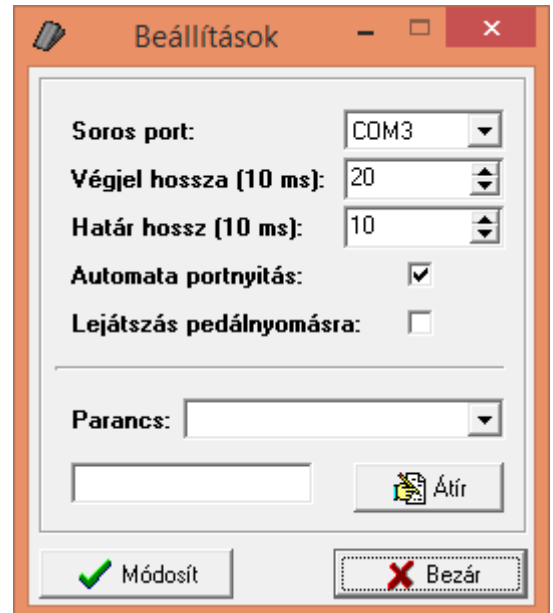 Beállítások
Soros port: COM3
Végjel hossza (10 ms): 20
Határ hossz (10 ms): 10
Automata portnyitás:
Lejátszás pedálnyomásra:
Parancs:
Átír
Módosít Bezár